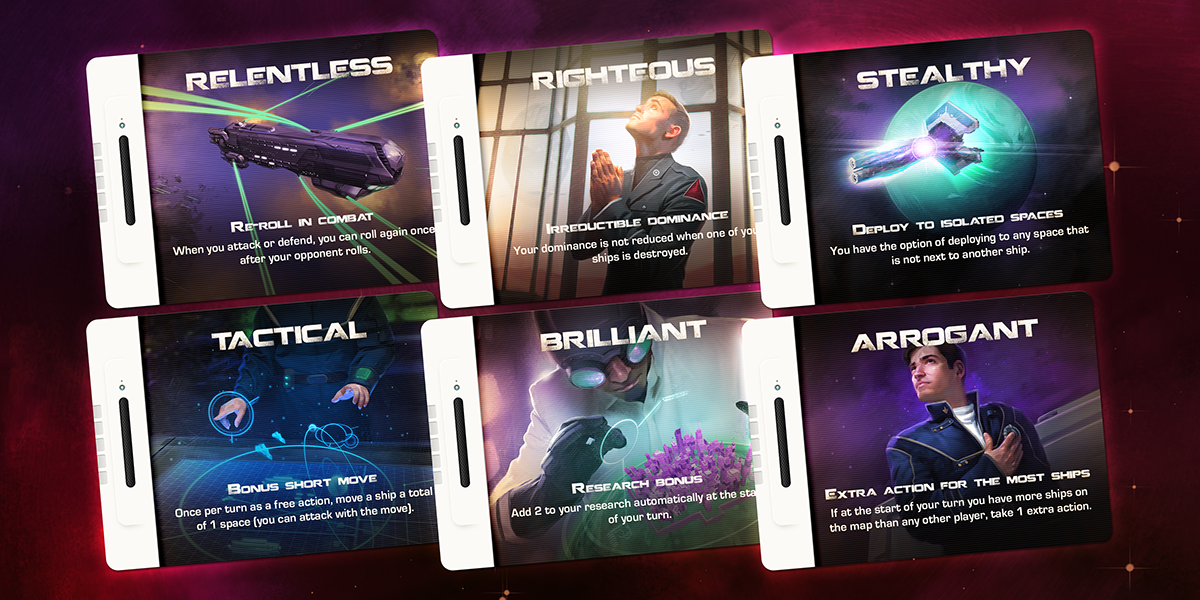 RELENTLESS
RE-ROLL IN COMBAT
When you attack or defend, you can roll again once
after your opponent rolls.
RIGHTEOUS
IRREDUCTIBLE DOMINANCE
Your dominance is not reduced when one of you
ships is destroyed.
STEALTHY
DEPLOY TO ISOLATED SPACES
You have the option of deploying to any space that
is not next to another ship.
TACTICAL
BONUS SHORT MOVE
Once per turn as a free action, move a ship a total
of 1 space (you can attack with the move).
BRILLIANT
RESEARCH BONUS
Add 2 to your research automatically at the sta
of your turn.
ARROGANT
EXTRA ACTION FOR THE MOST SHIPS
If at the start of your turn you have more ships on
the map than any other player, take 1 extra action.